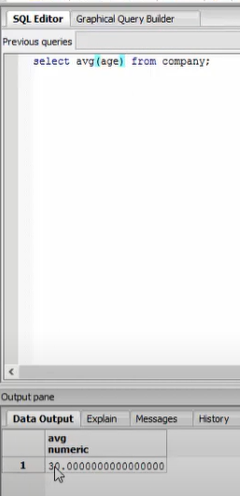 SQL Editor Graphical Query Builder
Previous queries
select avg(age) from company;
Output pane
Data Output Explain Messages History
avg
numeric
1 30.0000000000000000